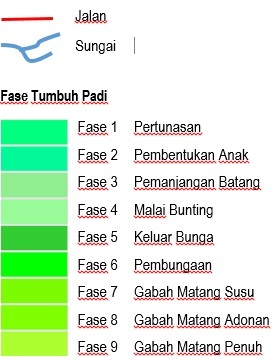 Jalan
Sungai
Fase Tumbuh Padi
Fase 1 Pertunasan
Fase 2 Pembentukan Anak
Fase 3 Pemanjangan Batang
Fase 4 Malai Bunting
Fase 5 Keluar Bunga
Fase 6 Pembungaan
Fase 7 Gabah Matang Susu
Fase 8 Gabah Matang Adonan
Fase 9 Gabah Matang Penuh